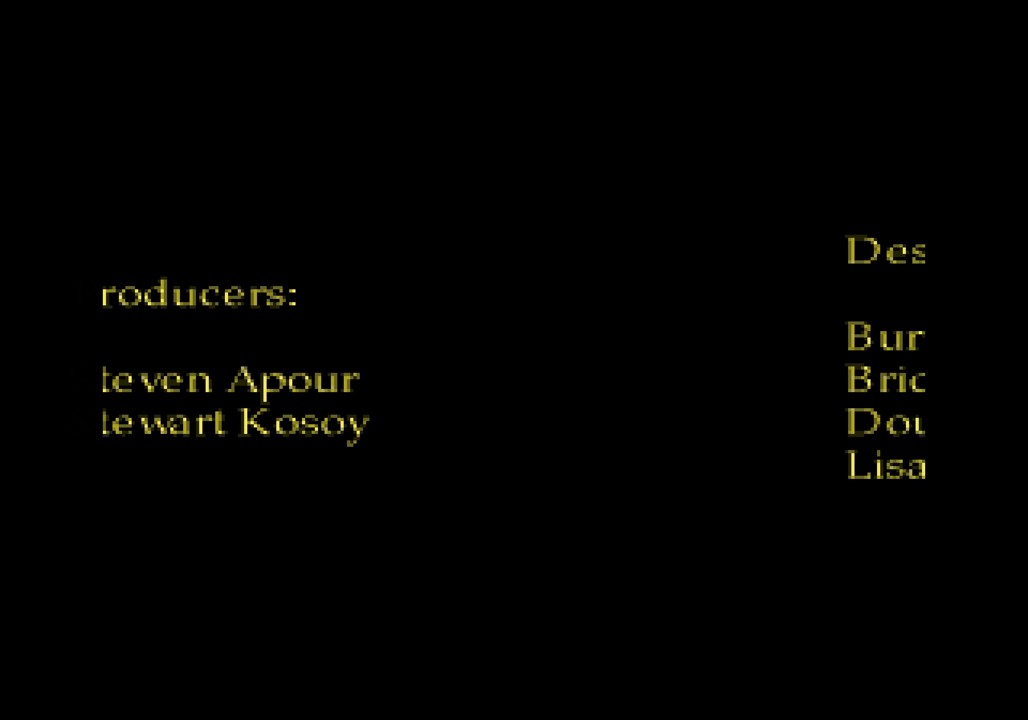 roducers:
teven Apour
tewart Kosoy
Des
Bur
Bric
Dou
Lisa